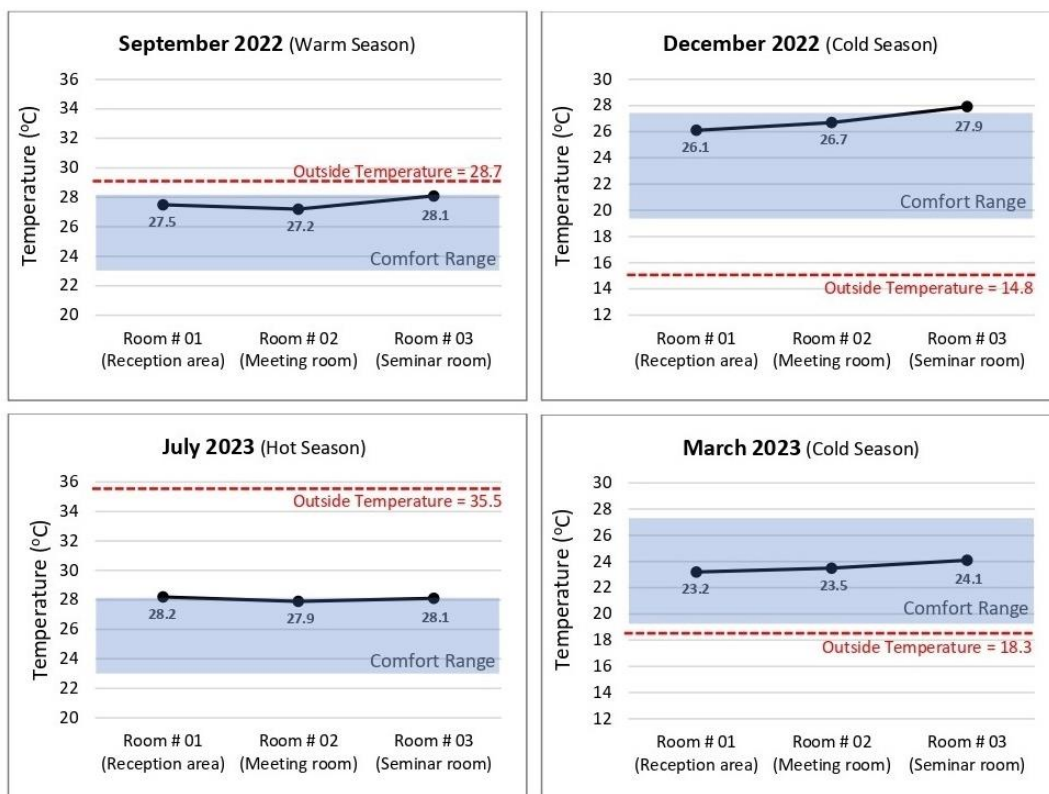 September 2022 (Warm Season)
Temperature (°C)
36
34
32
30
28
26
24
22
20
Outside Temperature = 28.7
27.5
27.2
28.1
Comfort Range
Room # 01
(Reception area)
Room # 02
(Meeting room)
Room # 03
(Seminar room)
December 2022 (Cold Season)
Temperature (°C)
30
28
26
24
22
20
18
16
14
12
26.1
26.7
27.9
Comfort Range
Outside Temperature = 14.8
Room # 01
(Reception area)
Room # 02
(Meeting room)
Room # 03
(Seminar room)
July 2023 (Hot Season)
Temperature (°C)
36
34
32
30
28
26
24
22
20
Outside Temperature = 35.5
28.2
27.9
28.1
Comfort Range
Room # 01
(Reception area)
Room # 02
(Meeting room)
Room # 03
(Seminar room)
March 2023 (Cold Season)
Temperature (°C)
30
28
26
24
22
20
18
16
14
12
23.2
23.5
24.1
Comfort Range
Outside Temperature = 18.3
Room # 01
(Reception area)
Room # 02
(Meeting room)
Room # 03
(Seminar room)